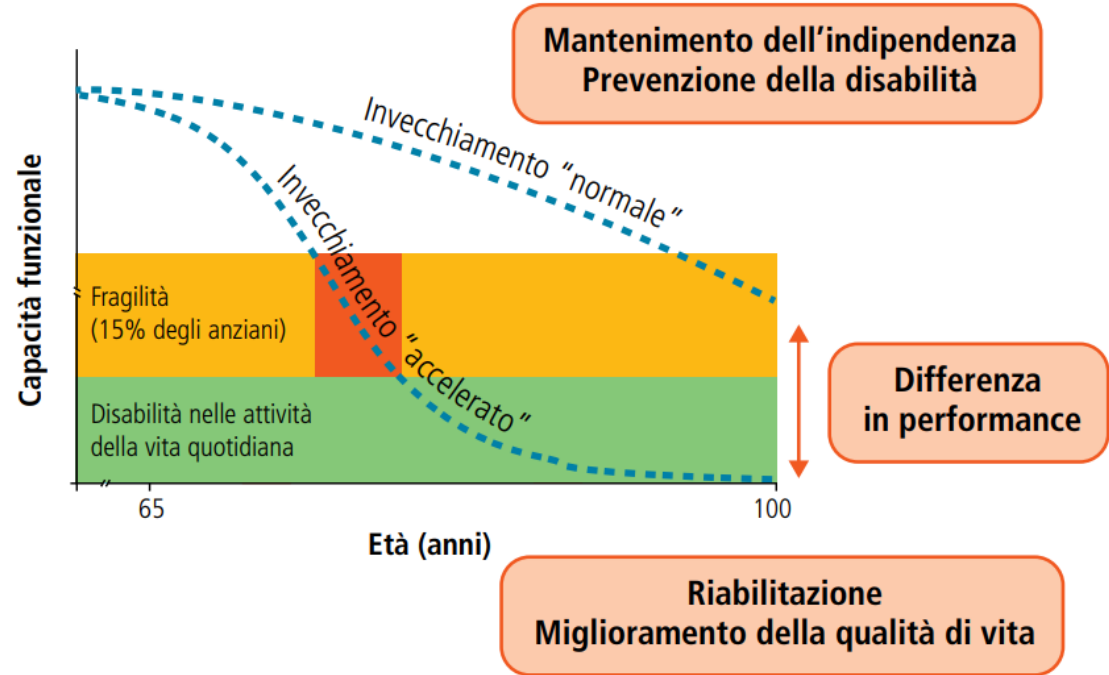 Mantenimento dell'indipendenza
Prevenzione della disabilità
Capacità funzionale
Invecchiamento "normale"
Invecchiamento "accelerato"
Fragilità
(15% degli anziani)
Disabilità nelle attività
della vita quotidiana
Differenza
in performance
65
100
Età (anni)
Riabilitazione
Miglioramento della qualità di vita